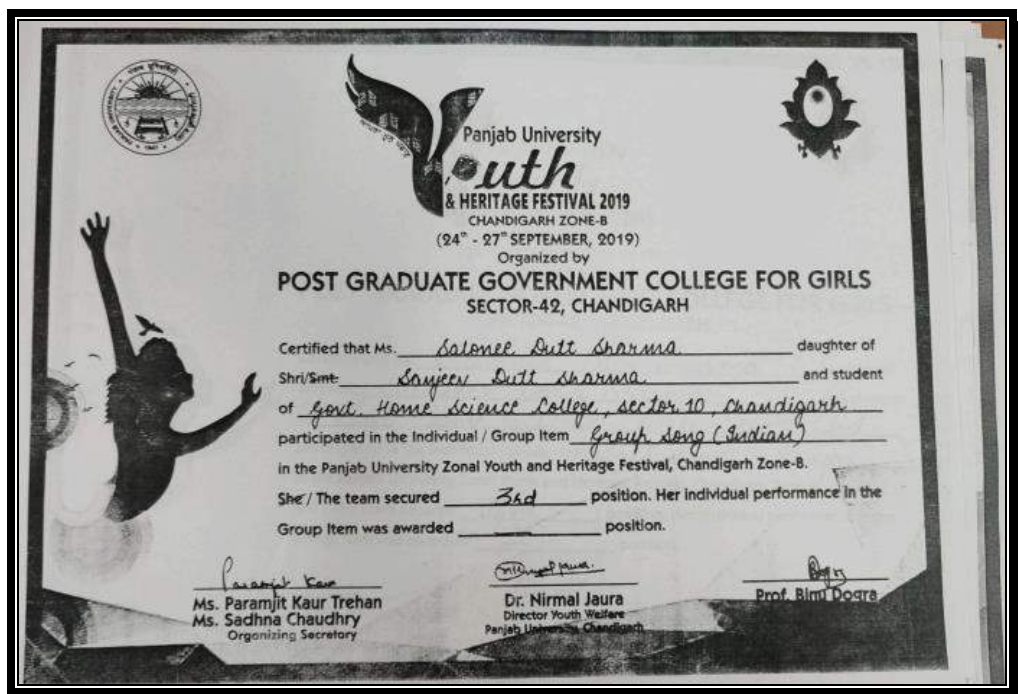 PANJAB UNIVERSITY
Panjab University
Youth
& HERITAGE FESTIVAL 2019
CHANDIGARH ZONE-B
(24th - 27th SEPTEMBER, 2019)
Organized by
POST GRADUATE GOVERNMENT COLLEGE FOR GIRLS
SECTOR-42, CHANDIGARH
Certified that Ms. Salonee Dutt Sharma daughter of
Shri/Smt. Sanjeev Dutt Sharma and student
of Govt. Home Science College, sector 10, Chandigarh
participated in the Individual / Group Item Group Song (Indian)
in the Panjab University Zonal Youth and Heritage Festival, Chandigarh Zone-B.
She / The team secured 3rd position. Her individual performance in the
Group Item was awarded position.
Paramjit Kaur
Ms. Paramjit Kaur Trehan
Ms. Sadhna Chaudhry
Organizing Secretary
Dr. Nirmal Jaura
Director Youth Welfare
Panjab University, Chandigarh
Prof. Binu Dogra